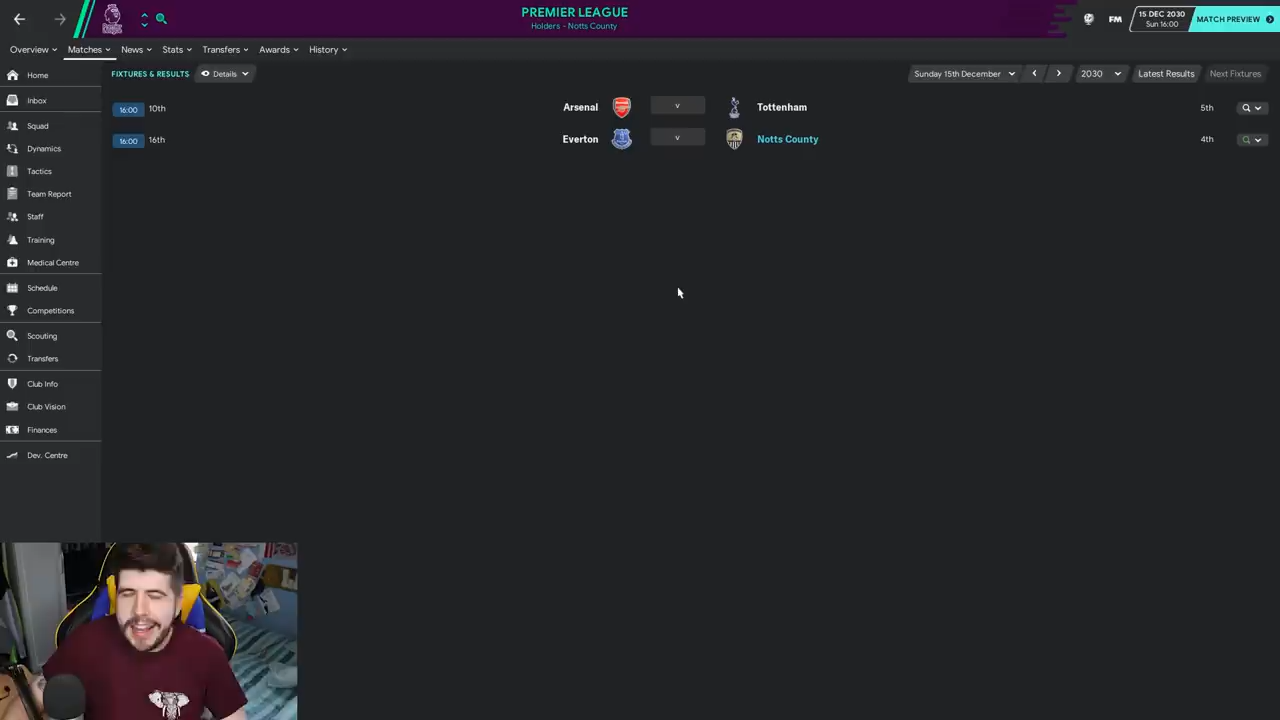 PREMIER LEAGUE
Holders - Notts County
15 DEC 2030
Sun 16:00
MATCH PREVIEW
FM
Overview
Matches
News
Stats
Transfers
Awards
History
FIXTURES & RESULTS
Details
Sunday 15th December
2030
Latest Results
Next Fixtures
16:00 10th Arsenal v Tottenham 5th
16:00 16th Everton v Notts County 4th
Home
Inbox
Squad
Dynamics
Tactics
Team Report
Staff
Training
Medical Centre
Schedule
Competitions
Scouting
Transfers
Club Info
Club Vision
Finances
Dev. Centre